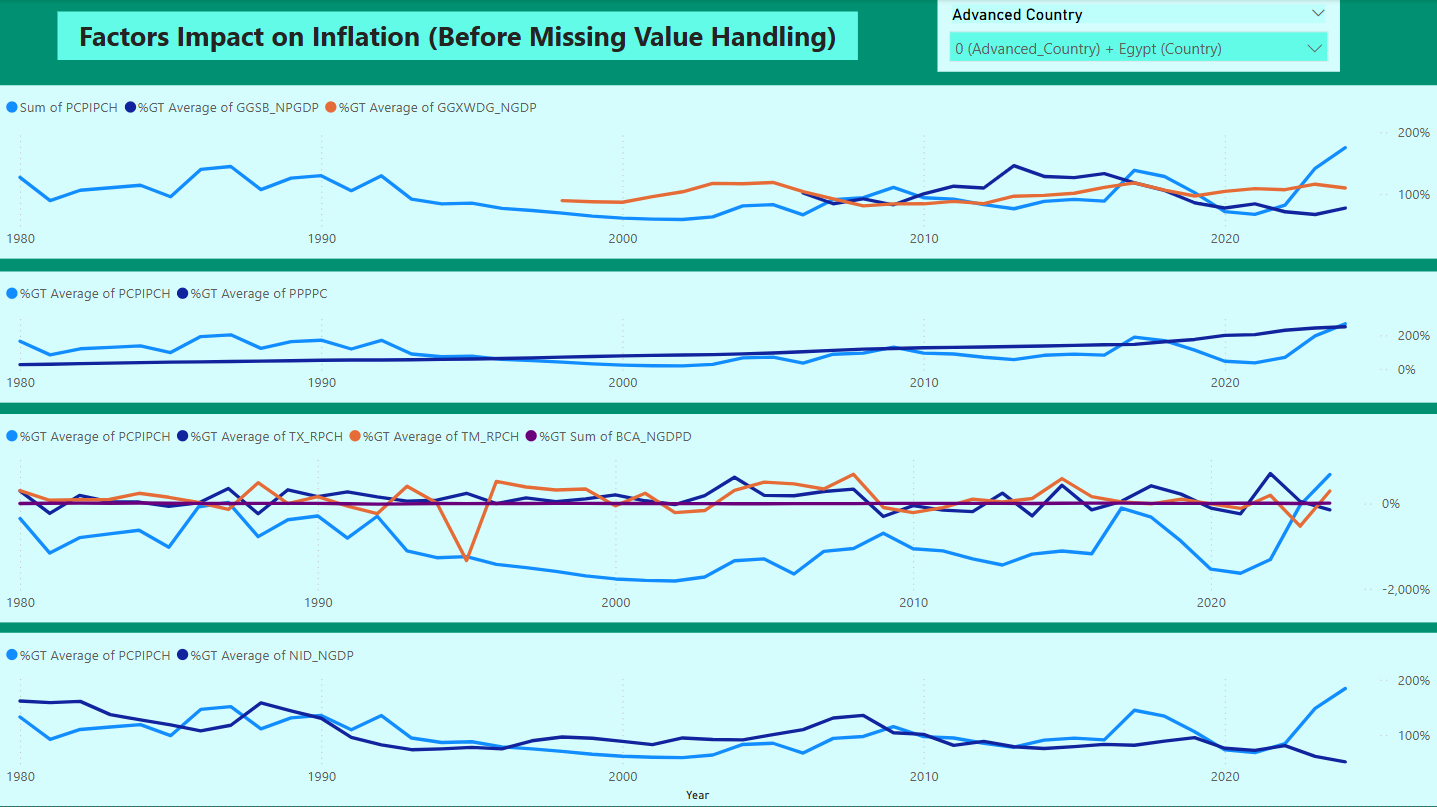 Factors Impact on Inflation (Before Missing Value Handling)
Advanced Country
0 (Advanced_Country) + Egypt (Country)
Sum of PCPIPCH %GT Average of GGSB_NPGDP %GT Average of GGXWDG_NGDP
200%
100%
1980 1990 2000 2010 2020
%GT Average of PCPIPCH %GT Average of PPPPC
200%
0%
1980 1990 2000 2010 2020
%GT Average of PCPIPCH %GT Average of TX_RPCH %GT Average of TM_RPCH %GT Sum of BCA_NGDPD
0%
-2,000%
1980 1990 2000 2010 2020
%GT Average of PCPIPCH %GT Average of NID_NGDP
200%
100%
1980 1990 2000 2010 2020
Year